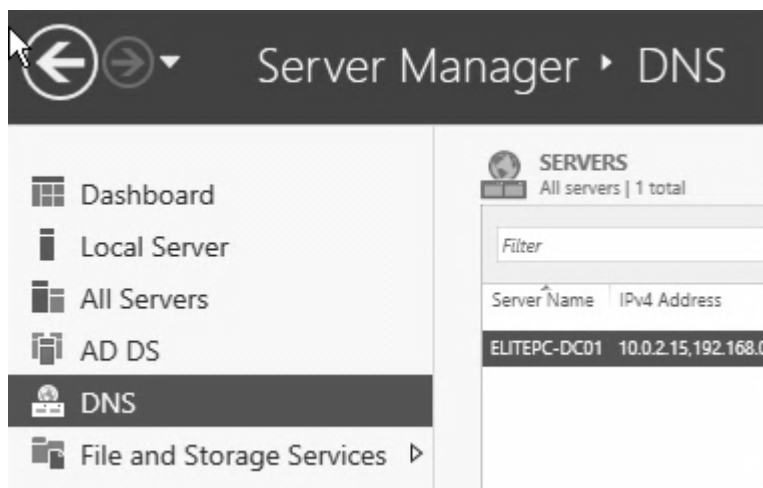 Server Manager ‣ DNS
Dashboard
Local Server
All Servers
AD DS
DNS
File and Storage Services
SERVERS
All servers | 1 total
Filter
Server Name IPv4 Address
ELITEPC-DC01 10.0.2.15,192.168.0